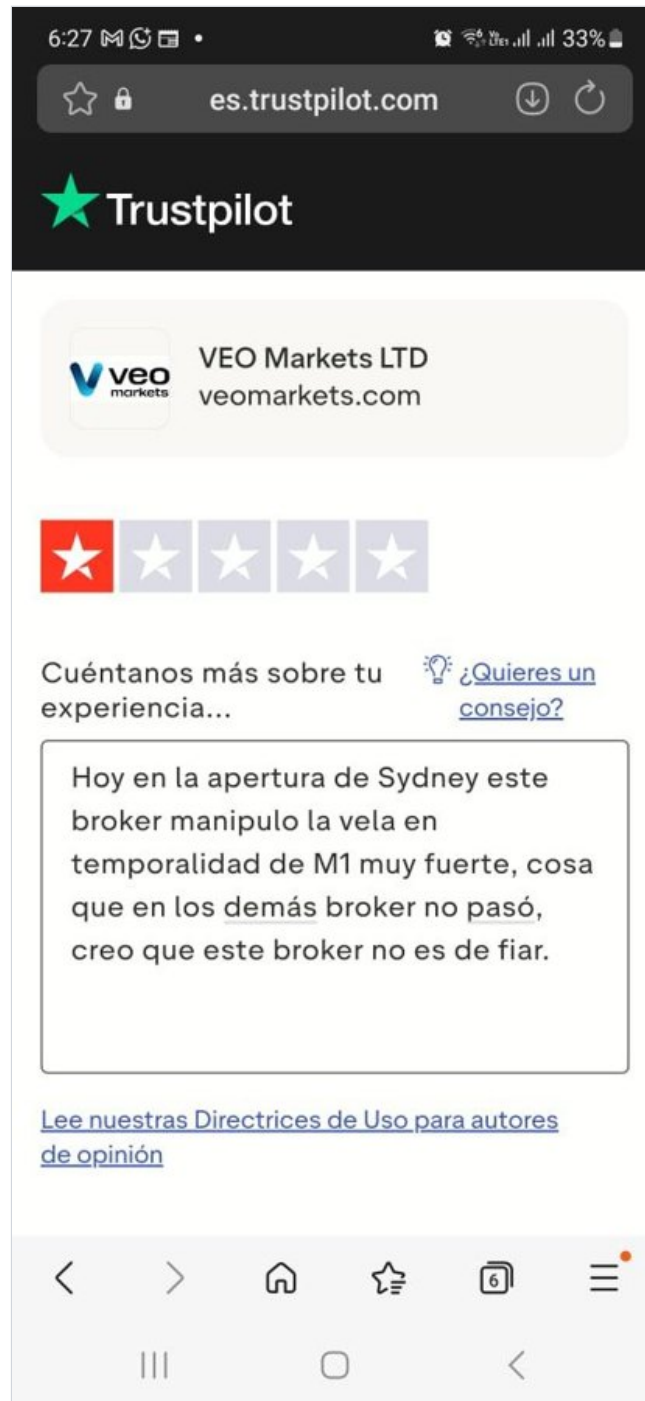 6:27
33%
es.trustpilot.com
Trustpilot
veo
markets
VEO Markets LTD
veomarkets.com
Cuéntanos más sobre tu
experiencia...
¿Quieres un
consejo?
Hoy en la apertura de Sydney este
broker manipulo la vela en
temporalidad de M1 muy fuerte, cosa
que en los demás broker no pasó,
creo que este broker no es de fiar.
Lee nuestras Directrices de Uso para autores
de opinión
6